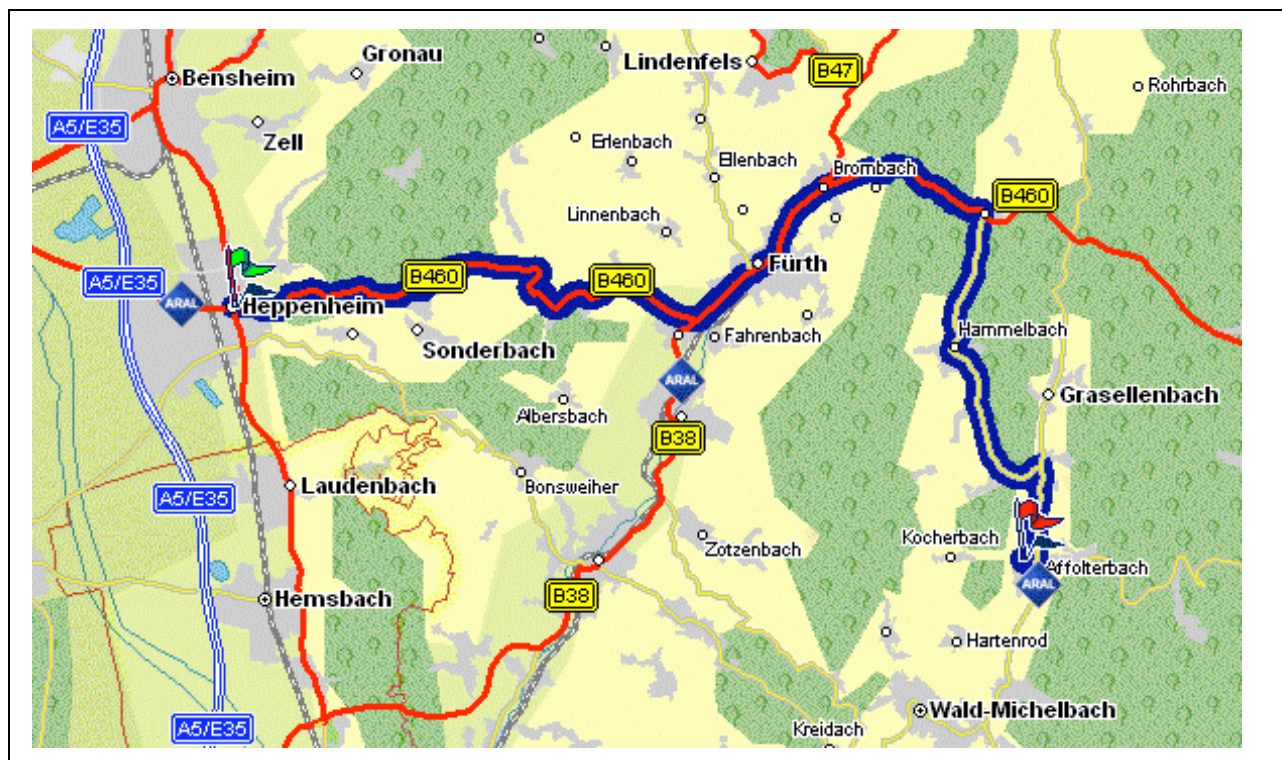 Gronau
Lindenfels
Bensheim
B47
Rohrbach
A5/E35
Zell
Erlenbach
Ellenbach
Brombach
Linnenbach
B460
Fürth
A5/E35
B460
B460
ARAL
Heppenheim
Sonderbach
Fahrenbach
Hammelbach
ARAL
Grasellenbach
Albersbach
B38
Laudenbach
Bonsweiher
A5/E35
Zotzenbach
Kocherbach
Affolterbach
ARAL
Hemsbach
B38
Hartenrod
Wald-Michelbach
A5/E35
Kreidach